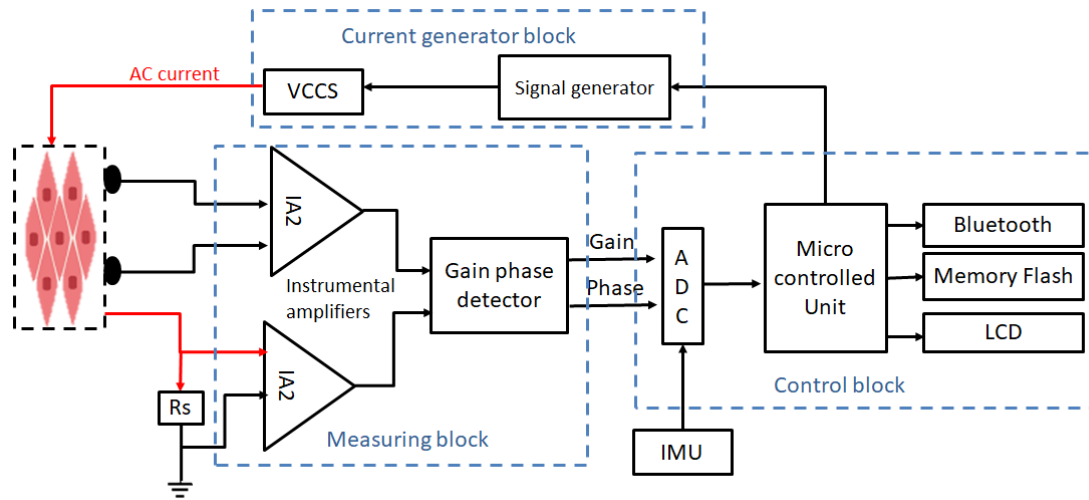 Current generator block
AC current
VCCS
Signal generator
IA2
Instrumental
amplifiers
IA2
Gain phase
detector
Gain
Phase
A
D
C
Micro
controlled
Unit
Bluetooth
Memory Flash
LCD
Control block
Rs
Measuring block
IMU